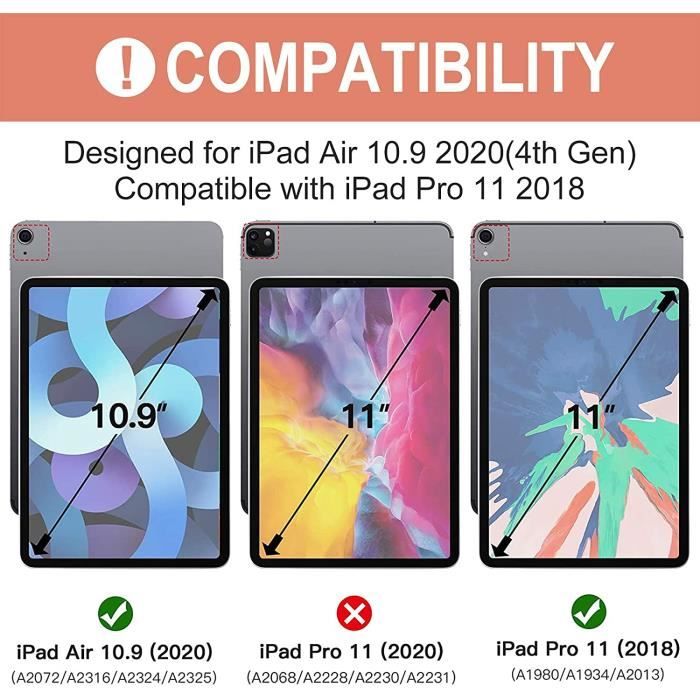 ! COMPATIBILITY
Designed for iPad Air 10.9 2020(4th Gen)
Compatible with iPad Pro 11 2018
10.9” 11” 11”
iPad Air 10.9 (2020) iPad Pro 11 (2020) iPad Pro 11 (2018)
(A2072/A2316/A2324/A2325) (A2068/A2228/A2230/A2231) (A1980/A1934/A2013)